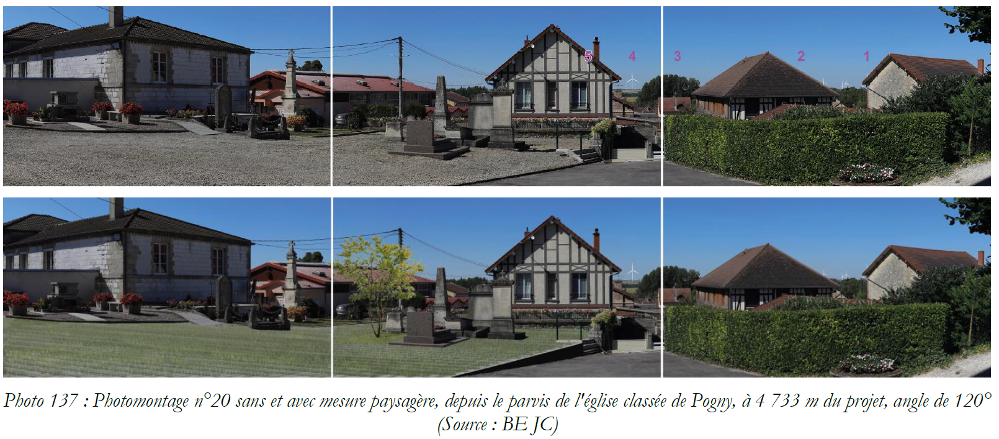 5 4 3 2 1
Photo 137 : Photomontage n°20 sans et avec mesure paysagère, depuis le parvis de l'église classée de Pogny, à 4 733 m du projet, angle de 120°
(Source : BE JC)